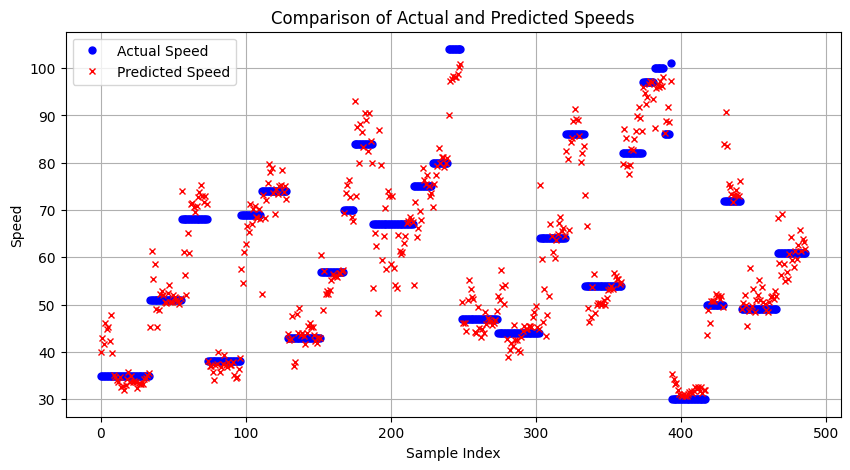 Comparison of Actual and Predicted Speeds
Actual Speed
Predicted Speed
Speed
100
90
80
70
60
50
40
30
0
100
200
300
400
500
Sample Index